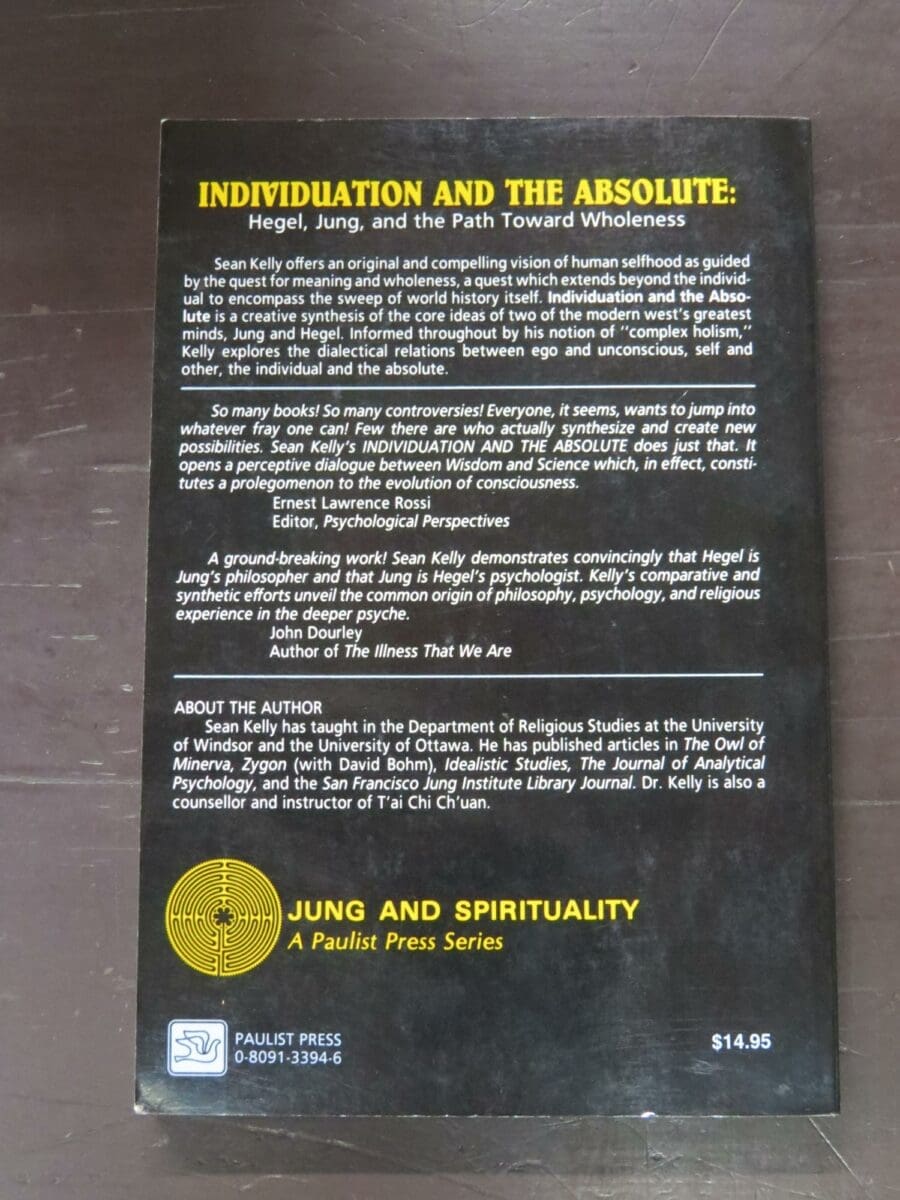 INDIVIDUATION AND THE ABSOLUTE:
Hegel, Jung, and the Path Toward Wholeness
Sean Kelly offers an original and compelling vision of human selfhood as guided
by the quest for meaning and wholeness, a quest which extends beyond the individ-
ual to encompass the sweep of world history itself. Individuation and the Abso-
lute is a creative synthesis of the core ideas of two of the modern west's greatest
minds, Jung and Hegel. Informed throughout by his notion of "complex holism,"
Kelly explores the dialectical relations between ego and unconscious, self and
other, the individual and the absolute.
So many books! So many controversies! Everyone, it seems, wants to jump into
whatever fray one can! Few there are who actually synthesize and create new
possibilities. Sean Kelly's INDIVIDUATION AND THE ABSOLUTE does just that. It
opens a perceptive dialogue between Wisdom and Science which, in effect, consti-
tutes a prolegomenon to the evolution of consciousness.
Ernest Lawrence Rossi
Editor, Psychological Perspectives
A ground-breaking work! Sean Kelly demonstrates convincingly that Hegel is
Jung's philosopher and that Jung is Hegel's psychologist. Kelly's comparative and
synthetic efforts unveil the common origin of philosophy, psychology, and religious
experience in the deeper psyche.
John Dourley
Author of The Illness That We Are
ABOUT THE AUTHOR
Sean Kelly has taught in the Department of Religious Studies at the University
of Windsor and the University of Ottawa. He has published articles in The Owl of
Minerva, Zygon (with David Bohm), Idealistic Studies, The Journal of Analytical
Psychology, and the San Francisco Jung Institute Library Journal. Dr. Kelly is also a
counsellor and instructor of T'ai Chi Ch'uan.
JUNG AND SPIRITUALITY
A Paulist Press Series
PAULIST PRESS
0-8091-3394-6
$14.95